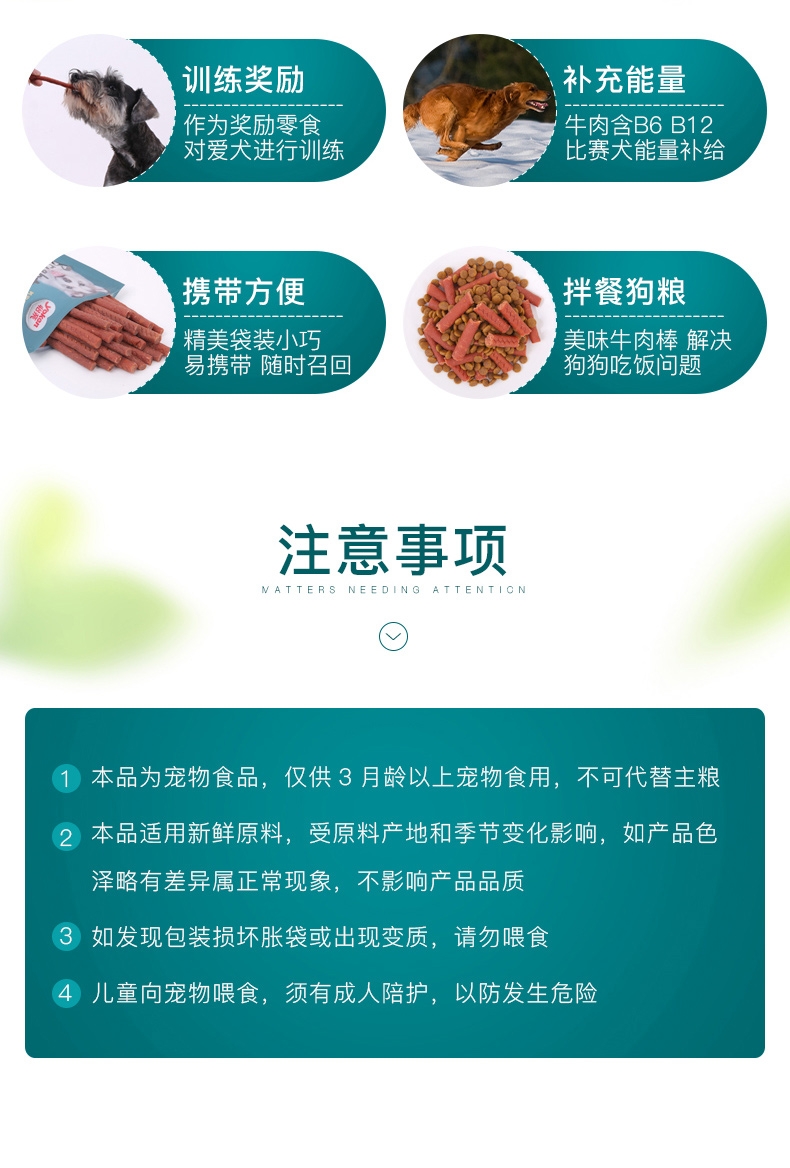 训练奖励
作为奖励零食
对爱犬进行训练
补充能量
牛肉含B6 B12
比赛犬能量补给
携带方便
精美袋装小巧
易携带 随时召回
拌餐狗粮
美味牛肉棒 解决
狗狗吃饭问题
注意事项
MATTERS NEEDING ATTENTION
1 本品为宠物食品，仅供 3 月龄以上宠物食用，不可代替主粮
2 本品适用新鲜原料，受原料产地和季节变化影响，如产品色
泽略有差异属正常现象，不影响产品品质
3 如发现包装损坏胀袋或出现变质，请勿喂食
4 儿童向宠物喂食，须有成人陪护，以防发生危险